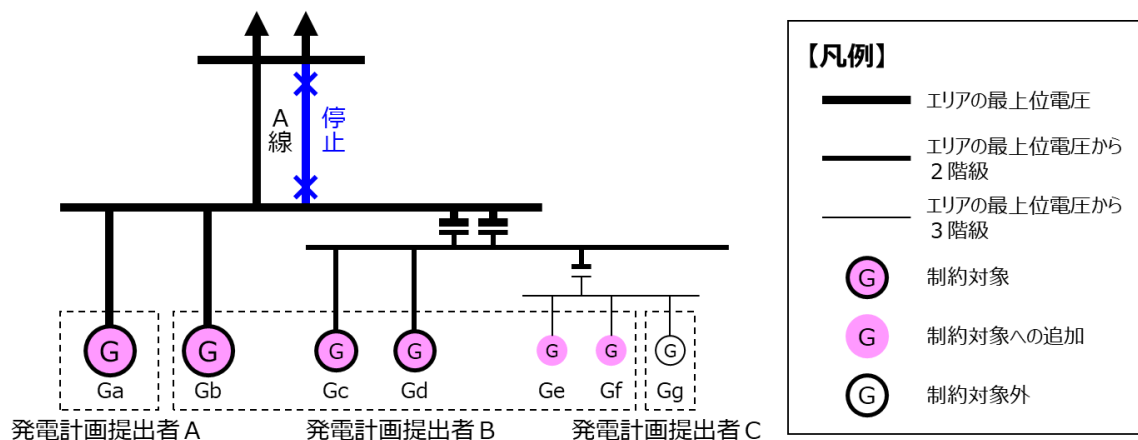 A線
停止
G
G
G
G
G
G
G
Ga
Gb
Gc
Gd
Ge
Gf
Gg
発電計画提出者A
発電計画提出者B
発電計画提出者C
【凡例】
エリアの最上位電圧
エリアの最上位電圧から
2階級
エリアの最上位電圧から
3階級
G
制約対象
G
制約対象への追加
G
制約対象外